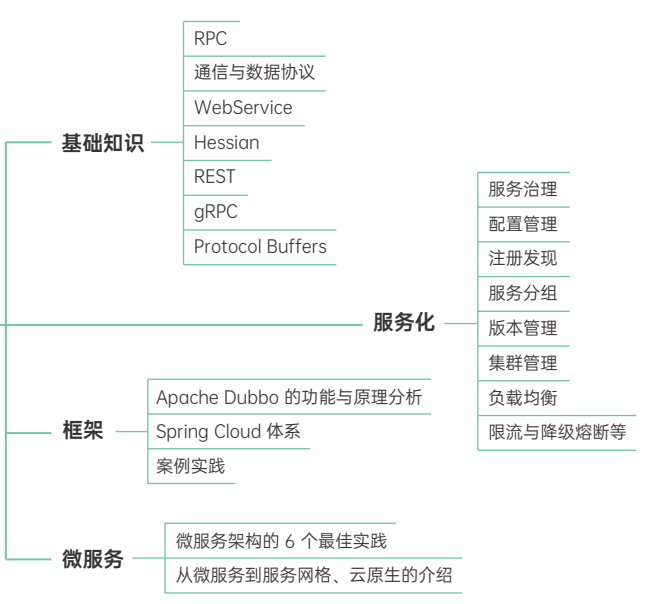 基础知识
RPC
通信与数据协议
WebService
Hessian
REST
gRPC
Protocol Buffers
服务化
服务治理
配置管理
注册发现
服务分组
版本管理
集群管理
负载均衡
限流与降级熔断等
框架
Apache Dubbo 的功能与原理分析
Spring Cloud 体系
案例实践
微服务
微服务架构的 6 个最佳实践
从微服务到服务网格、云原生的介绍